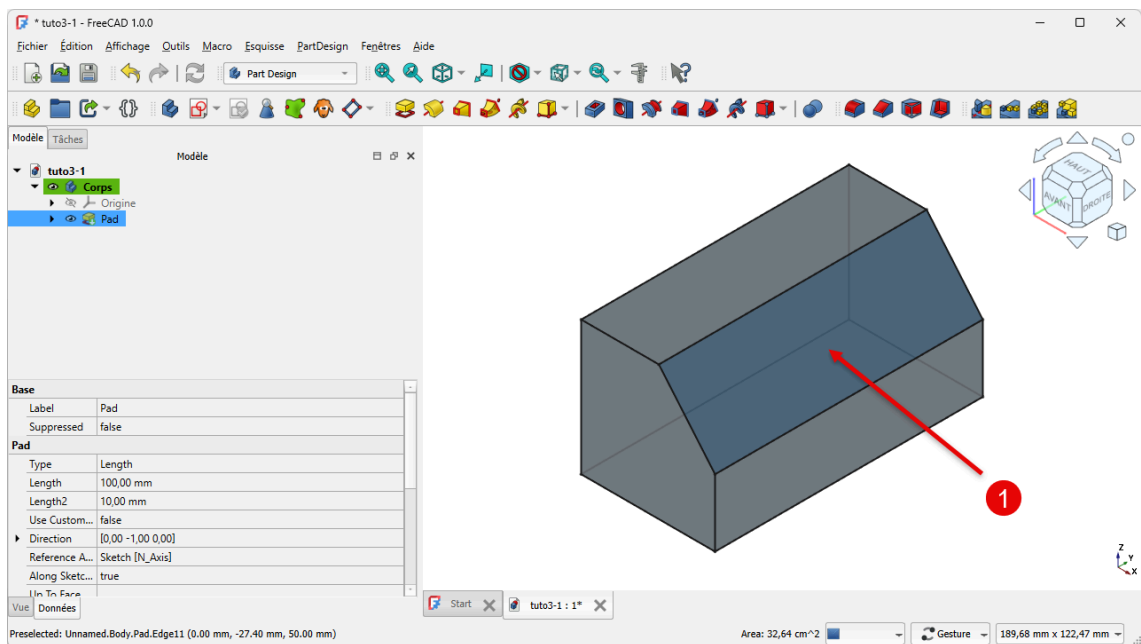 * tuto3-1 - FreeCAD 1.0.0
Fichier Édition Affichage Outils Macro Esquisse PartDesign Fenêtres Aide
Part Design
Modèle Tâches
Modèle
tuto3-1
Corps
Origine
Pad
HAUT
AVANT
DROITE
1
Base
Label Pad
Suppressed false
Pad
Type Length
Length 100,00 mm
Length2 10,00 mm
Use Custom... false
Direction [0,00 -1,00 0,00]
Reference A... Sketch [N_Axis]
Along Sketc... true
Up To Face
Z
Y
X
Vue Données
Start tuto3-1 : 1*
Preselected: Unnamed.Body.Pad.Edge11 (0.00 mm, -27.40 mm, 50.00 mm) Area: 32,64 cm^2 Gesture 189,68 mm x 122,47 mm